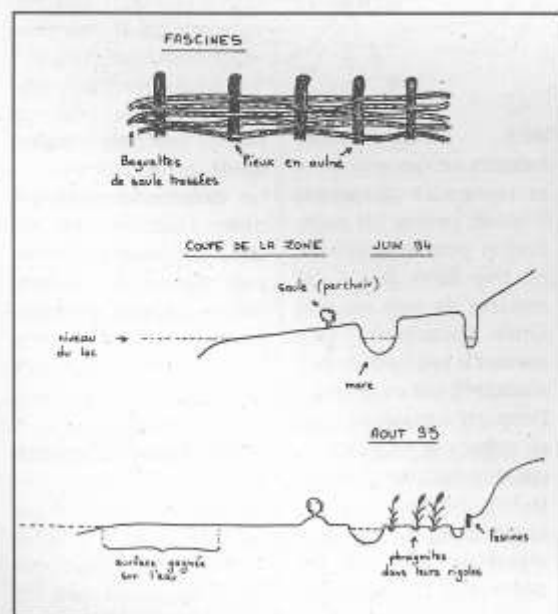 FASCINES
Baguettes
de saule tressées
Pieux en aulne
COUPE DE LA ZONE
JUIN 94
saule (perchoir)
niveau
du lac
mare
AOUT 95
surface gagnée
sur l'eau
phragmites
dans leurs rigoles
fascines